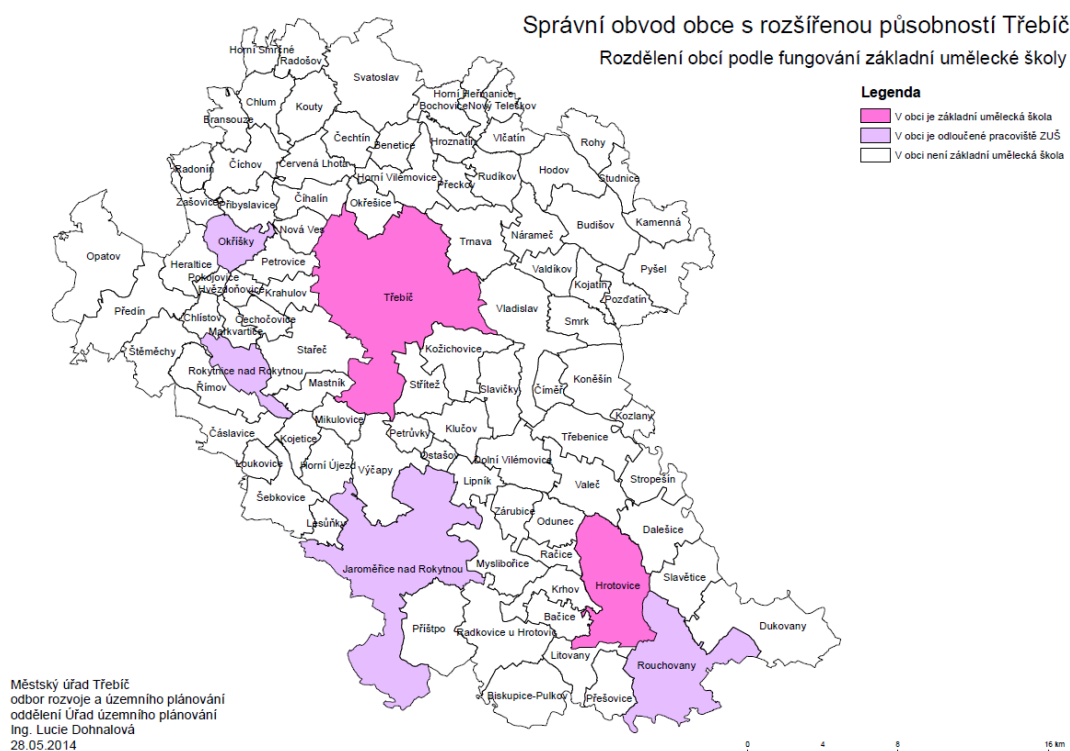 Správní obvod obce s rozšířenou působností Třebíč
Rozdělení obcí podle fungování základní umělecké školy
Legenda
V obci je základní umělecká škola
V obci je odloučené pracoviště ZUŠ
V obci není základní umělecká škola
Horní Smrčné
Radošov
Svatoslav
Chlum
Kouty
Horní Heřmanice
Bochovice
Nový Telečkov
Bransouze
Čechtín
Benetice
Hroznatín
Vlčatín
Rohy
Radonín
Číchov
Červená Lhota
Horní Vilémovice
Přeckov
Rudíkov
Hodov
Studnice
Zašovice
Přibyslavice
Číhalín
Okřešice
Okříšky
Nová Ves
Trnava
Nárameč
Budišov
Kamenná
Opatov
Heraltice
Petrovice
Valdíkov
Pyšel
Pokojovice
Hvězdoňovice
Krahulov
Třebíč
Kojatín
Pozďatín
Předín
Chlístov
Cechočovice
Markvartice
Vladislav
Smrk
Štěměchy
Stařeč
Kožichovice
Rokytnice nad Rokytnou
Římov
Mastník
Střítež
Slavičky
Číměř
Koněšín
Kozlany
Čáslavice
Kojetice
Mikulovice
Petrůvky
Klučov
Třebenice
Loukovice
Horní Újezd
Výčapy
Ostašov
Dolní Vilémovice
Lipník
Valeč
Stropešín
Šebkovice
Lesůňky
Zárubice
Odunec
Dalešice
Jaroměřice nad Rokytnou
Myslibořice
Račice
Krhov
Hrotovice
Slavětice
Bačice
Příštpo
Radkovice u Hrotovic
Litovany
Dukovany
Rouchovany
Biskupice-Pulkov
Přešovice
Městský úřad Třebíč
odbor rozvoje a územního plánování
oddělení Úřad územního plánování
Ing. Lucie Dohnalová
28.05.2014
0 4 8 16 km